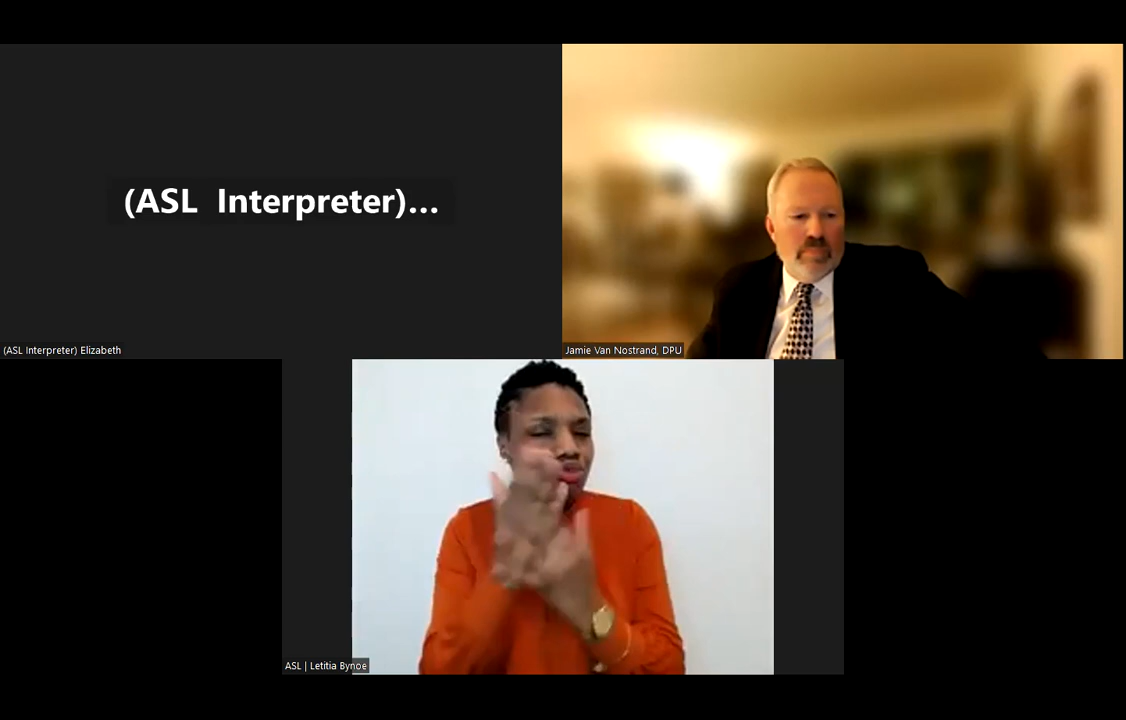 (ASL Interpreter)...
(ASL Interpreter) Elizabeth
Jamie Van Nostrand, DPU
ASL | Letitia Bynoe